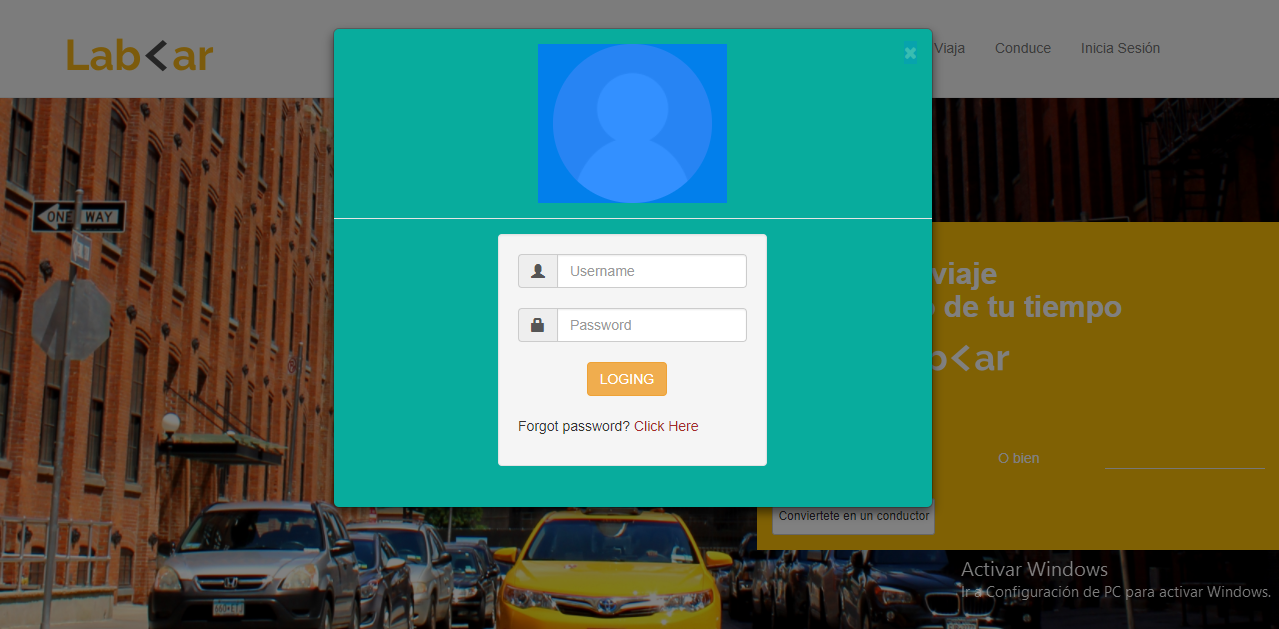 Lab<ar
Viaja
Conduce
Inicia Sesión
×
ONE WAY
Username
Password
LOGING
Forgot password? Click Here
viaje
de tu tiempo
b<ar
O bien
Conviertete en un conductor
Activar Windows
Ir a Configuración de PC para activar Windows.